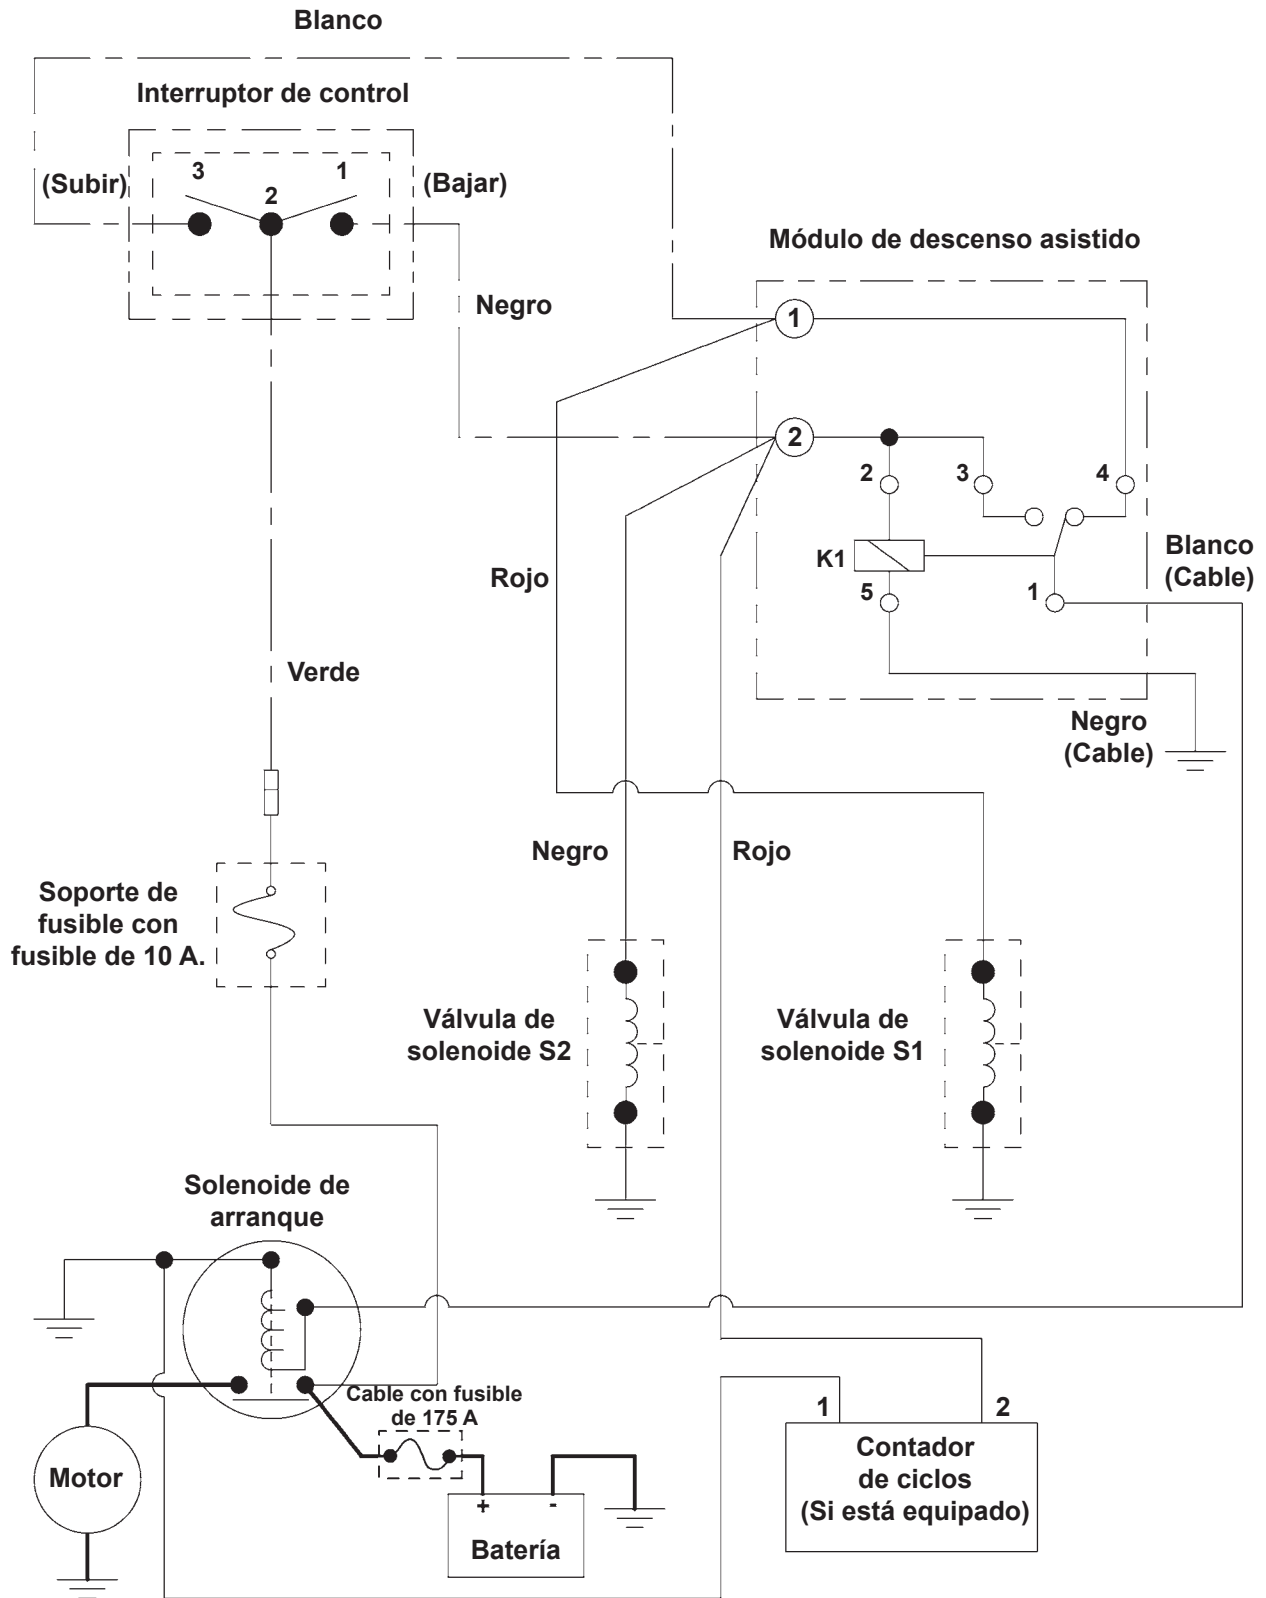 Blanco
Interruptor de control
(Subir)
3
2
1
(Bajar)
Negro
Módulo de descenso asistido
1
2
2
3
4
K1
5
1
Blanco
(Cable)
Rojo
Verde
Negro
(Cable)
Negro
Rojo
Soporte de
fusible con
fusible de 10 A.
Válvula de
solenoide S2
Válvula de
solenoide S1
Solenoide de
arranque
Cable con fusible
de 175 A
Motor
+
-
Batería
1
2
Contador
de ciclos
(Si está equipado)